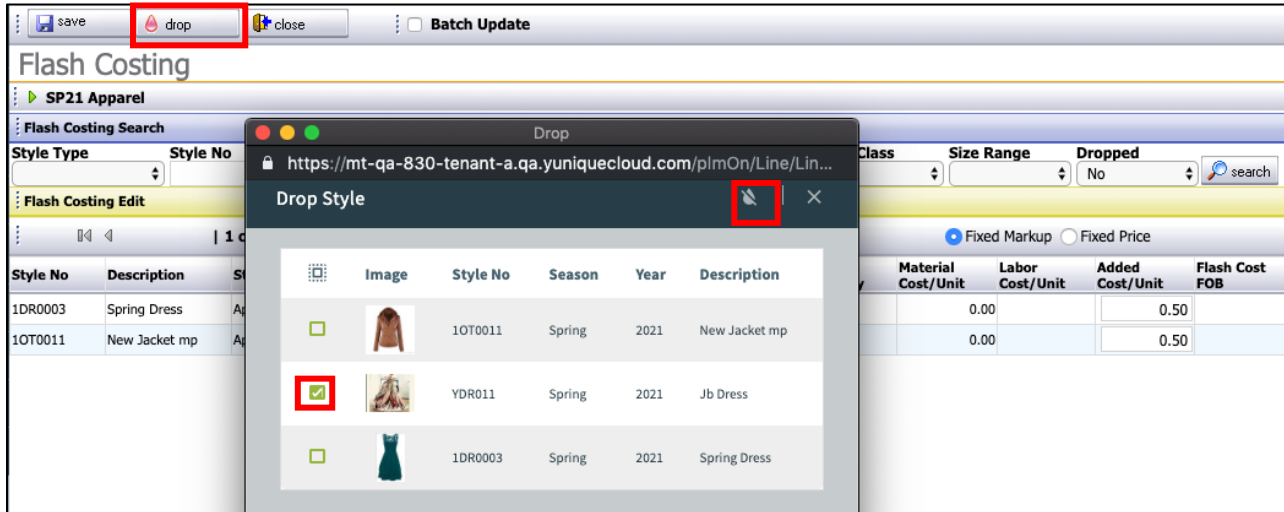 save drop close Batch Update
Flash Costing
SP21 Apparel
Flash Costing Search
Style Type Style No Class Size Range Dropped
No search
Flash Costing Edit
| 1 Fixed Markup Fixed Price
Style No Description Material Cost/Unit Labor Cost/Unit Added Cost/Unit Flash Cost FOB
1DR0003 Spring Dress 0.00 0.50
1OT0011 New Jacket mp 0.00 0.50
Drop
https://mt-qa-830-tenant-a.qa.yuniquecloud.com/plmOn/Line/Lin...
Drop Style
Image Style No Season Year Description
1OT0011 Spring 2021 New Jacket mp
YDR011 Spring 2021 Jb Dress
1DR0003 Spring 2021 Spring Dress